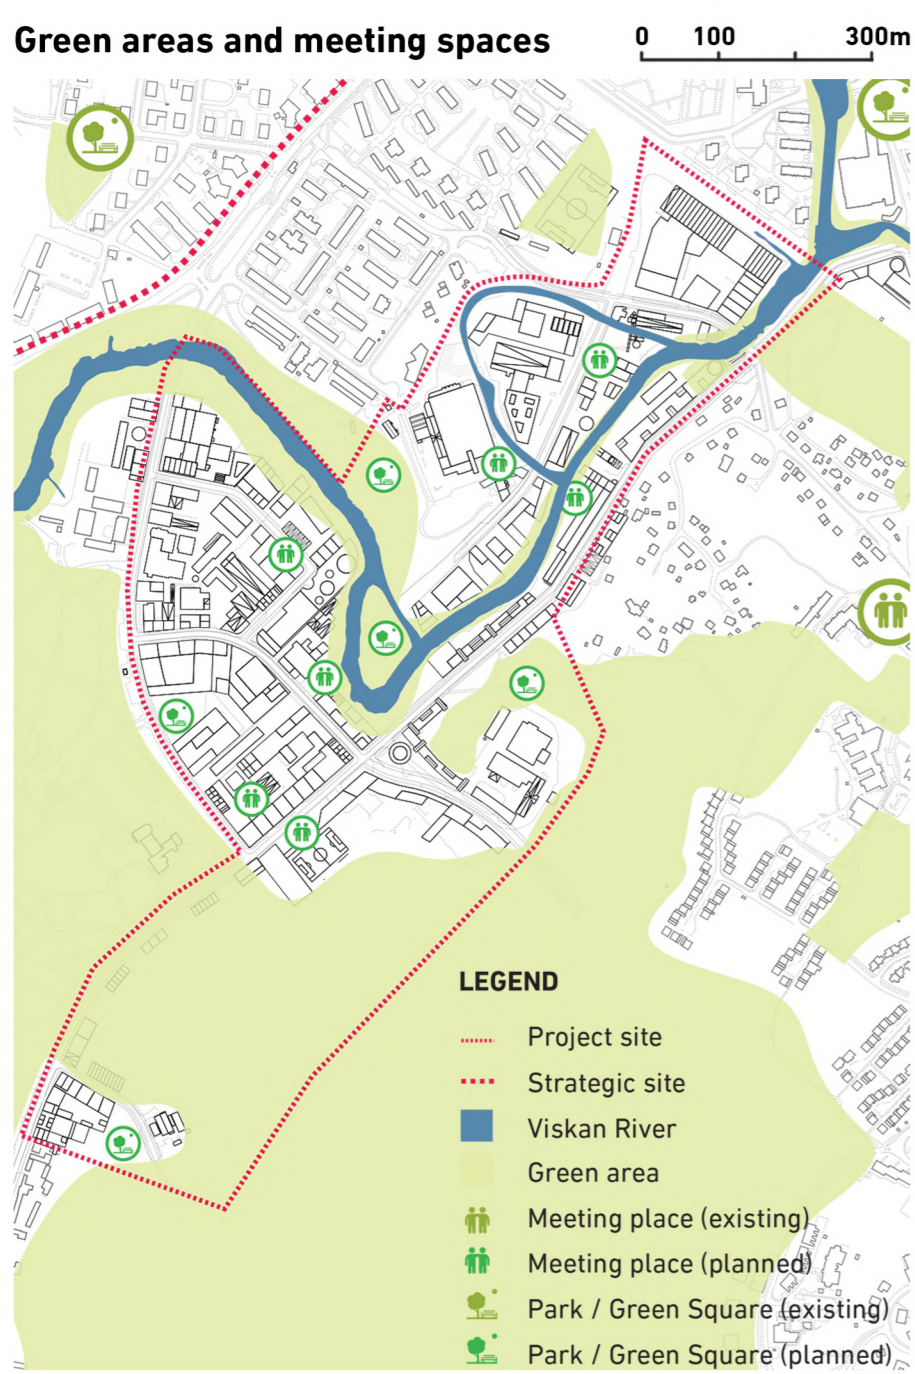 Green areas and meeting spaces
0 100 300m
LEGEND
Project site
Strategic site
Viskan River
Green area
Meeting place (existing)
Meeting place (planned)
Park / Green Square (existing)
Park / Green Square (planned)